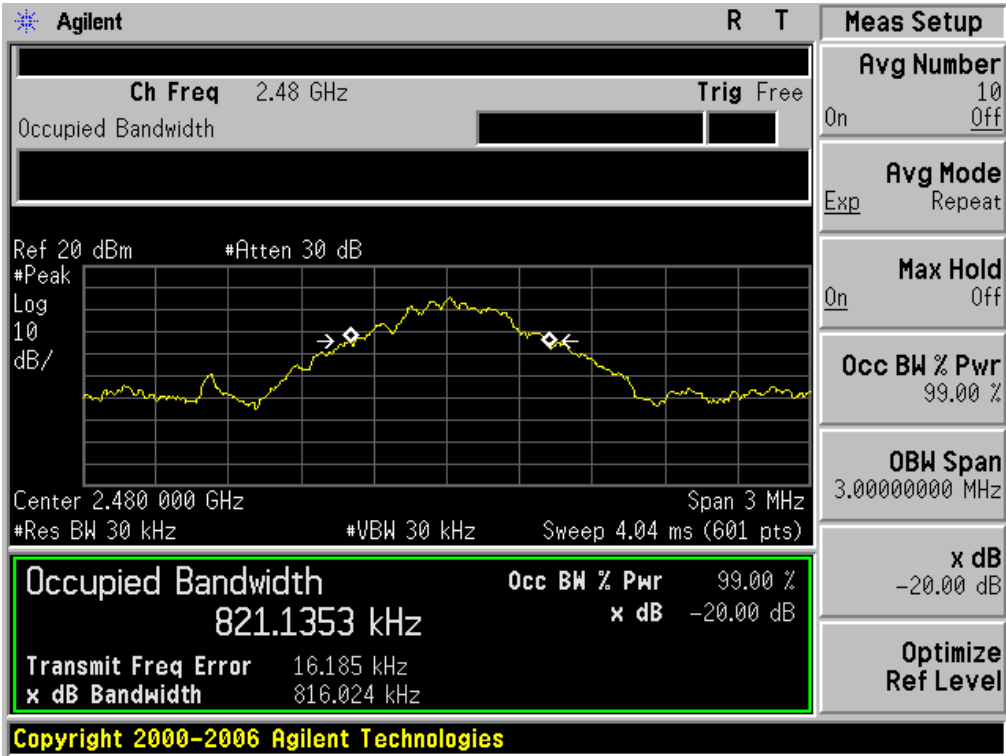 Agilent R T
Ch Freq 2.48 GHz Trig Free
Occupied Bandwidth
Ref 20 dBm #Atten 30 dB
#Peak
Log
10
dB/
Center 2.480 000 GHz Span 3 MHz
#Res BW 30 kHz #VBW 30 kHz Sweep 4.04 ms (601 pts)
Occupied Bandwidth
821.1353 kHz
Occ BW % Pwr 99.00 %
x dB -20.00 dB
Transmit Freq Error 16.185 kHz
x dB Bandwidth 816.024 kHz
Copyright 2000-2006 Agilent Technologies
Meas Setup
Avg Number
10
On Off
Avg Mode
Exp Repeat
Max Hold
On Off
Occ BW % Pwr
99.00 %
OBW Span
3.00000000 MHz
x dB
-20.00 dB
Optimize
Ref Level